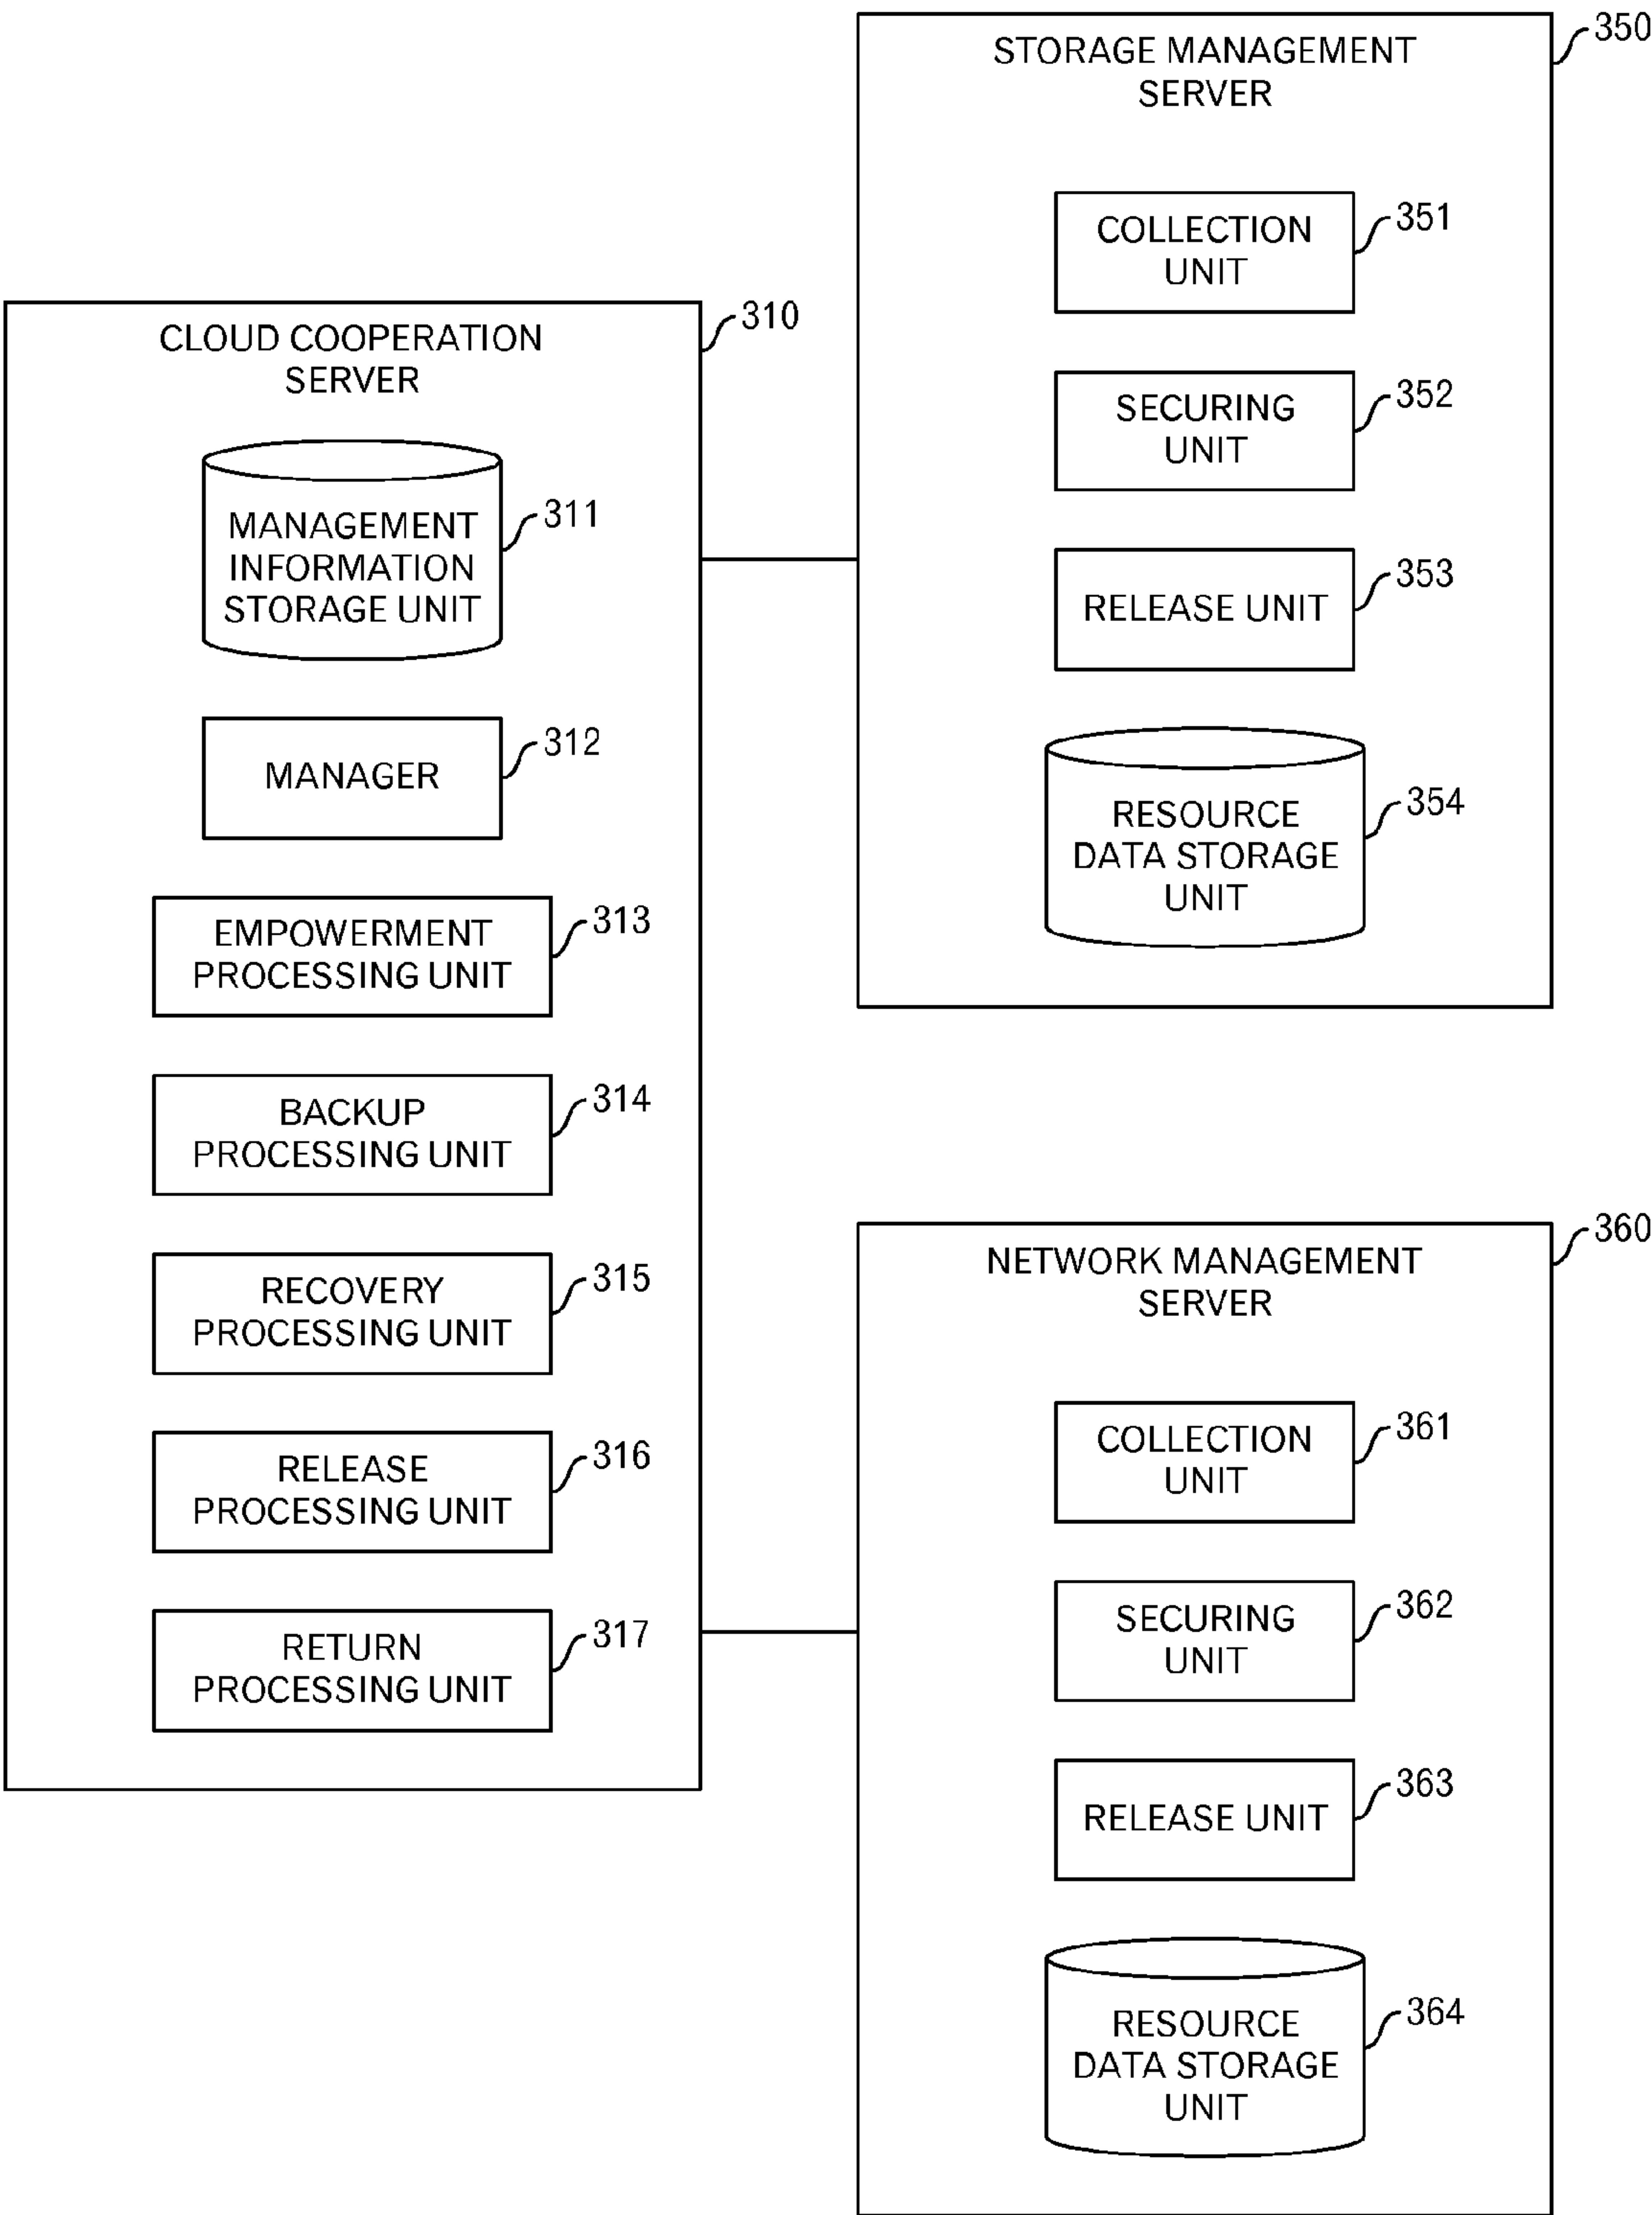 CLOUD COOPERATION
SERVER
310
MANAGEMENT
INFORMATION
STORAGE UNIT
311
MANAGER
312
EMPOWERMENT
PROCESSING UNIT
313
BACKUP
PROCESSING UNIT
314
RECOVERY
PROCESSING UNIT
315
RELEASE
PROCESSING UNIT
316
RETURN
PROCESSING UNIT
317
STORAGE MANAGEMENT
SERVER
350
COLLECTION
UNIT
351
SECURING
UNIT
352
RELEASE UNIT
353
RESOURCE
DATA STORAGE
UNIT
354
NETWORK MANAGEMENT
SERVER
360
COLLECTION
UNIT
361
SECURING
UNIT
362
RELEASE UNIT
363
RESOURCE
DATA STORAGE
UNIT
364